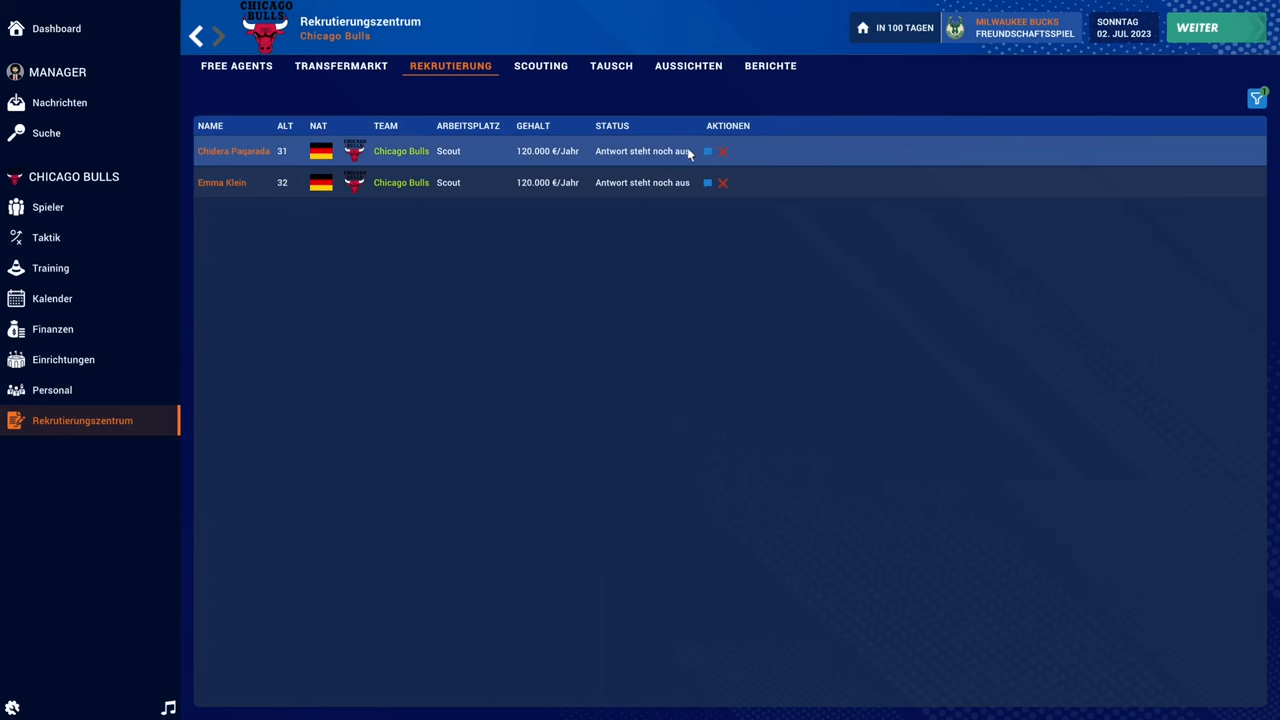 Dashboard
MANAGER
Nachrichten
Suche
CHICAGO BULLS
Spieler
Taktik
Training
Kalender
Finanzen
Einrichtungen
Personal
Rekrutierungszentrum
CHICAGO
BULLS
Rekrutierungszentrum
Chicago Bulls
IN 100 TAGEN
MILWAUKEE BUCKS
FREUNDSCHAFTSSPIEL
SONNTAG
02. JUL 2023
WEITER
FREE AGENTS TRANSFERMARKT REKRUTIERUNG SCOUTING TAUSCH AUSSICHTEN BERICHTE
1
NAME ALT NAT TEAM ARBEITSPLATZ GEHALT STATUS AKTIONEN
Chidera Paqarada 31 Chicago Bulls Scout 120.000 €/Jahr Antwort steht noch aus
Emma Klein 32 Chicago Bulls Scout 120.000 €/Jahr Antwort steht noch aus